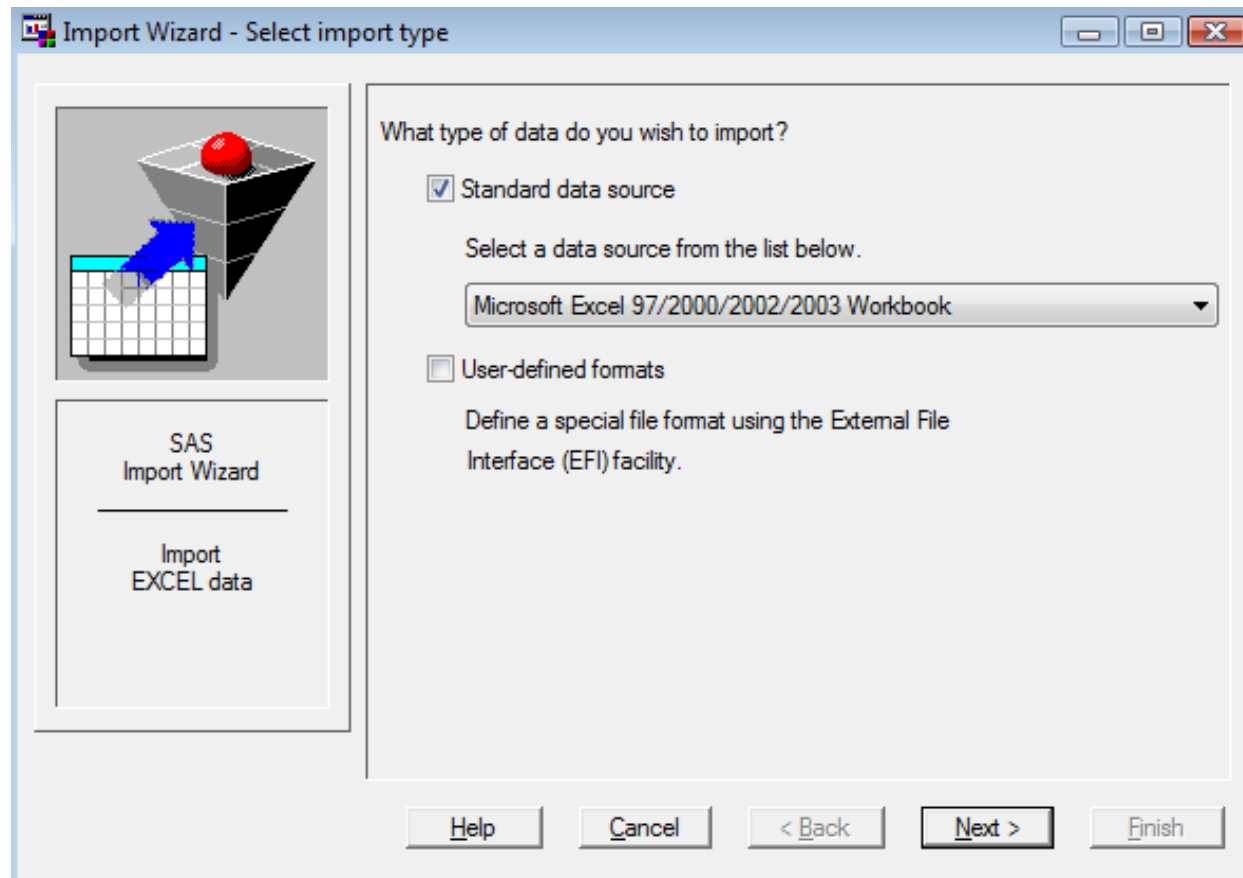 Import Wizard - Select import type
What type of data do you wish to import?
Standard data source
Select a data source from the list below.
Microsoft Excel 97/2000/2002/2003 Workbook
User-defined formats
Define a special file format using the External File
Interface (EFI) facility.
SAS
Import Wizard
Import
EXCEL data
Help
Cancel
< Back
Next >
Finish